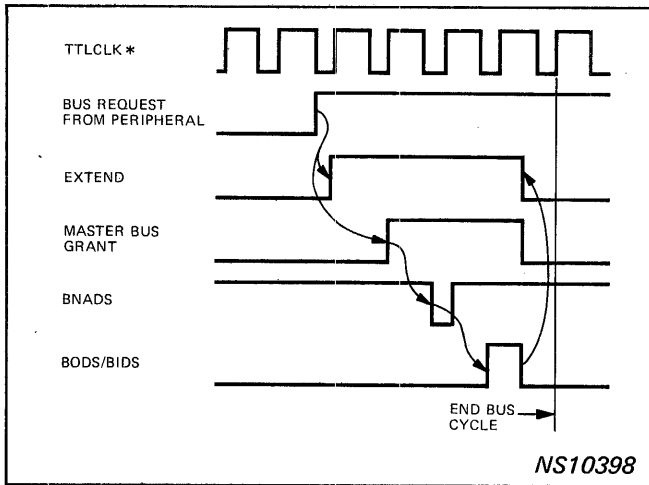 TTLCLK *
BUS REQUEST
FROM PERIPHERAL
EXTEND
MASTER BUS
GRANT
BNADS
BODS/BIDS
END BUS
CYCLE
NS10398